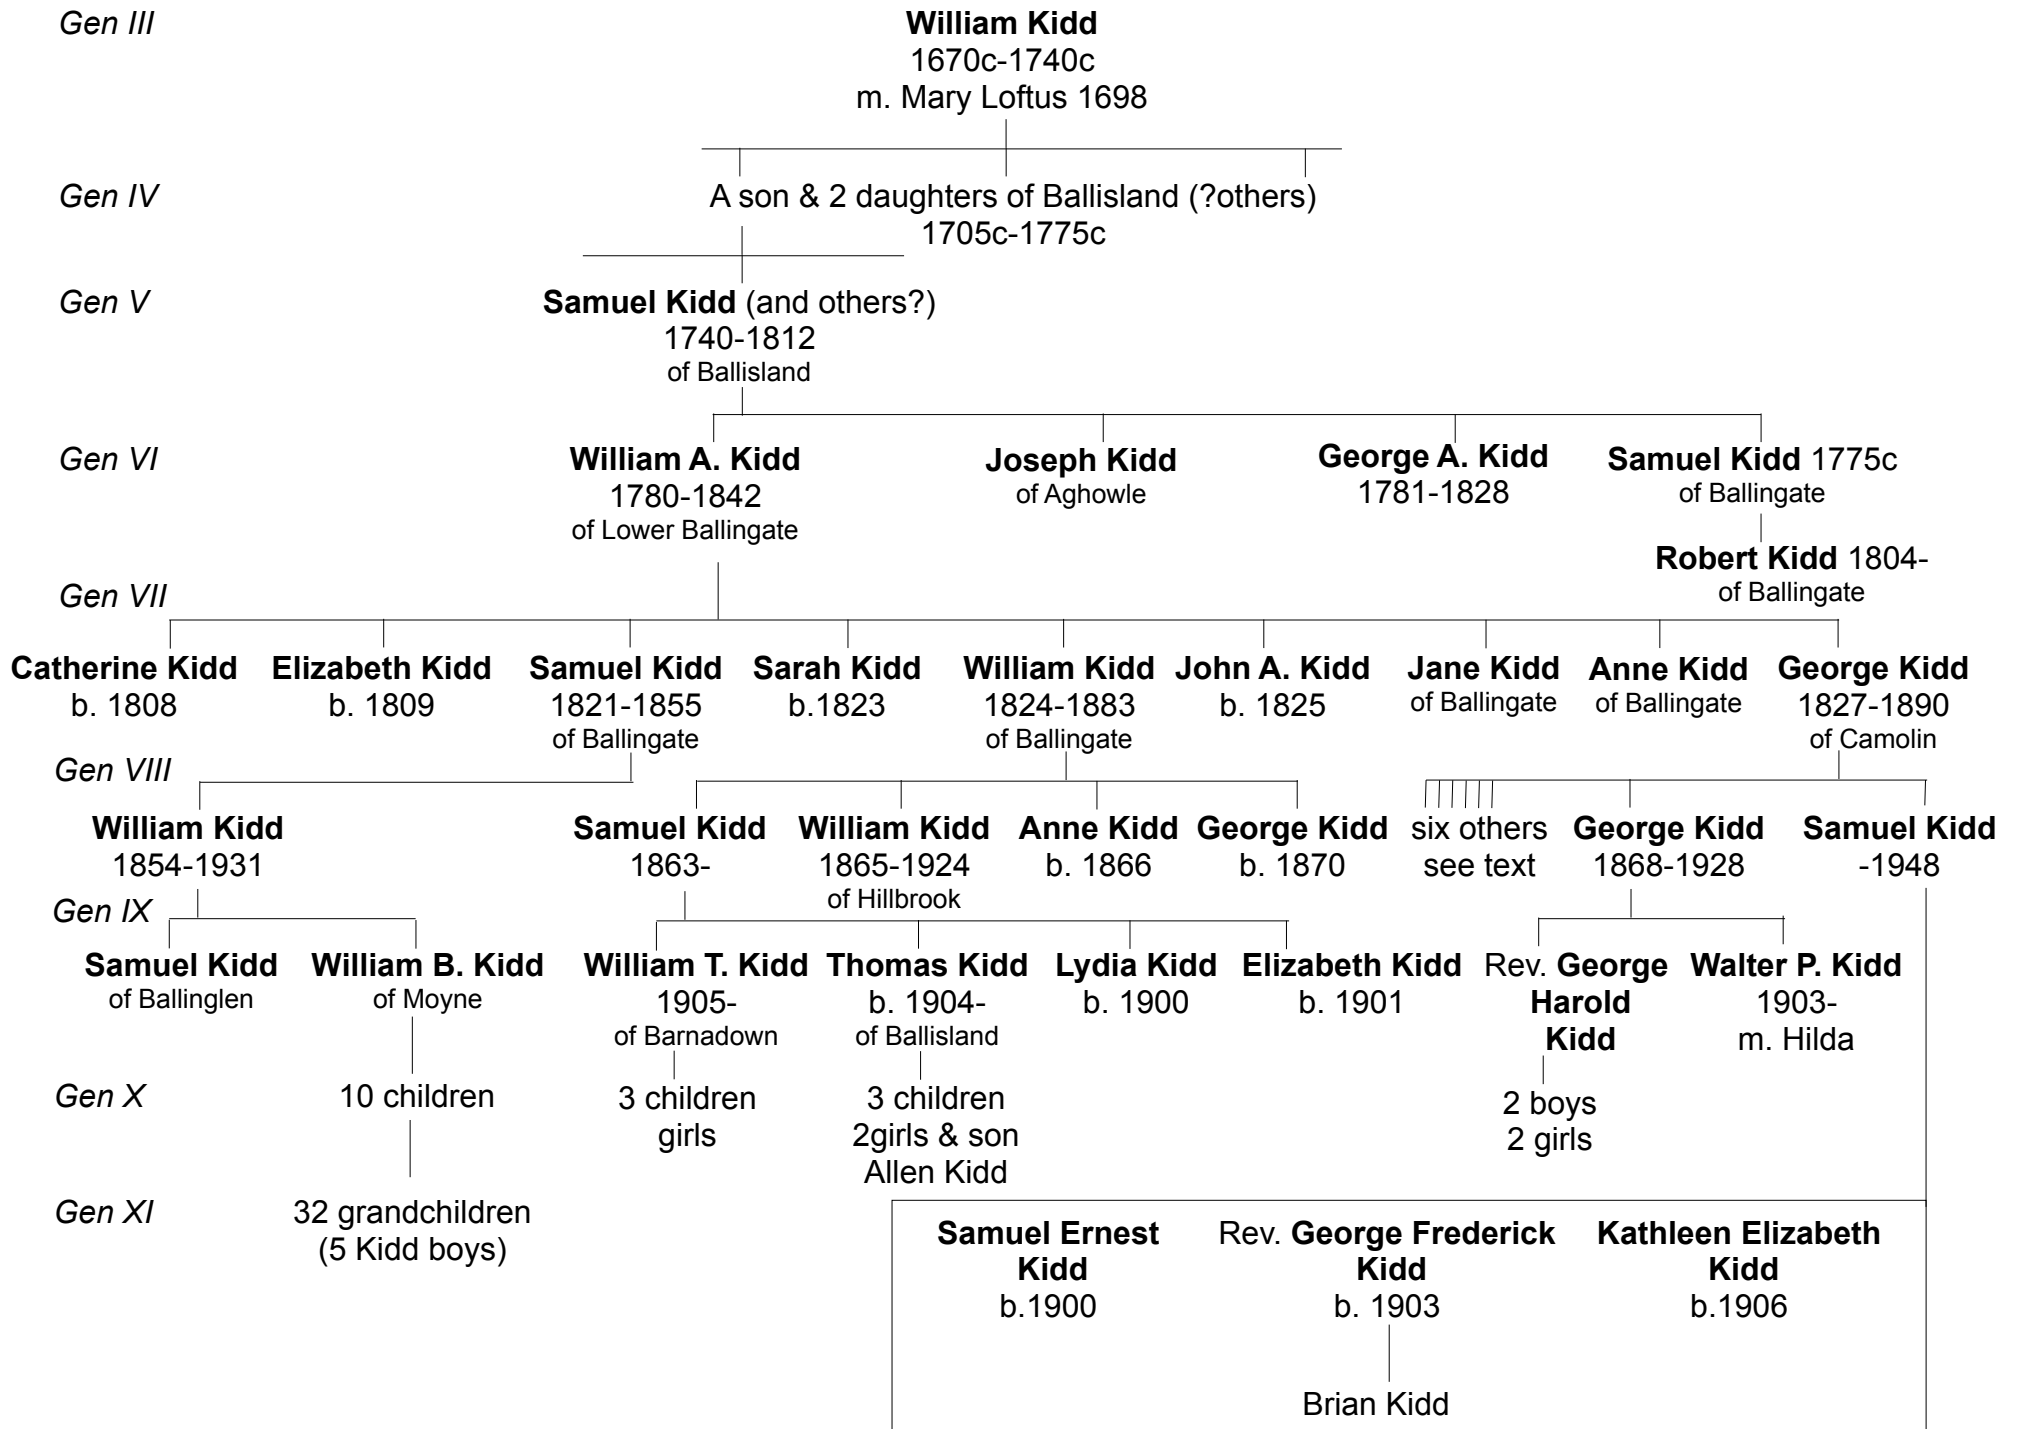 Gen III
William Kidd
1670c-1740c
m. Mary Loftus 1698
Gen IV
A son & 2 daughters of Ballisland (?others)
1705c-1775c
Gen V
Samuel Kidd (and others?)
1740-1812
of Ballisland
Gen VI
William A. Kidd
1780-1842
of Lower Ballingate
Joseph Kidd
of Aghowle
George A. Kidd
1781-1828
Samuel Kidd 1775c
of Ballingate
Robert Kidd 1804-
of Ballingate
Gen VII
Catherine Kidd
b. 1808
Elizabeth Kidd
b. 1809
Samuel Kidd
1821-1855
of Ballingate
Sarah Kidd
b.1823
William Kidd
1824-1883
of Ballingate
John A. Kidd
b. 1825
Jane Kidd
of Ballingate
Anne Kidd
of Ballingate
George Kidd
1827-1890
of Camolin
Gen VIII
William Kidd
1854-1931
Samuel Kidd
1863-
William Kidd
1865-1924
of Hillbrook
Anne Kidd
b. 1866
George Kidd
b. 1870
six others
see text
George Kidd
1868-1928
Samuel Kidd
-1948
Gen IX
Samuel Kidd
of Ballinglen
William B. Kidd
of Moyne
William T. Kidd
1905-
of Barnadown
Thomas Kidd
b. 1904-
of Ballisland
Lydia Kidd
b. 1900
Elizabeth Kidd
b. 1901
Rev. George
Harold
Kidd
Walter P. Kidd
1903-
m. Hilda
Gen X
10 children
3 children
girls
3 children
2girls & son
Allen Kidd
2 boys
2 girls
Gen XI
32 grandchildren
(5 Kidd boys)
Samuel Ernest
Kidd
b.1900
Rev. George Frederick
Kidd
b. 1903
Kathleen Elizabeth
Kidd
b.1906
Brian Kidd